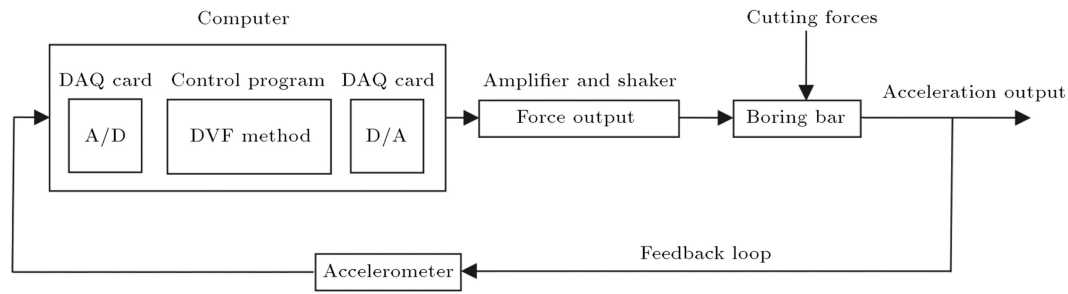 Computer
Cutting forces
DAQ card
Control program
DAQ card
Amplifier and shaker
Acceleration output
A/D
DVF method
D/A
Force output
Boring bar
Feedback loop
Accelerometer